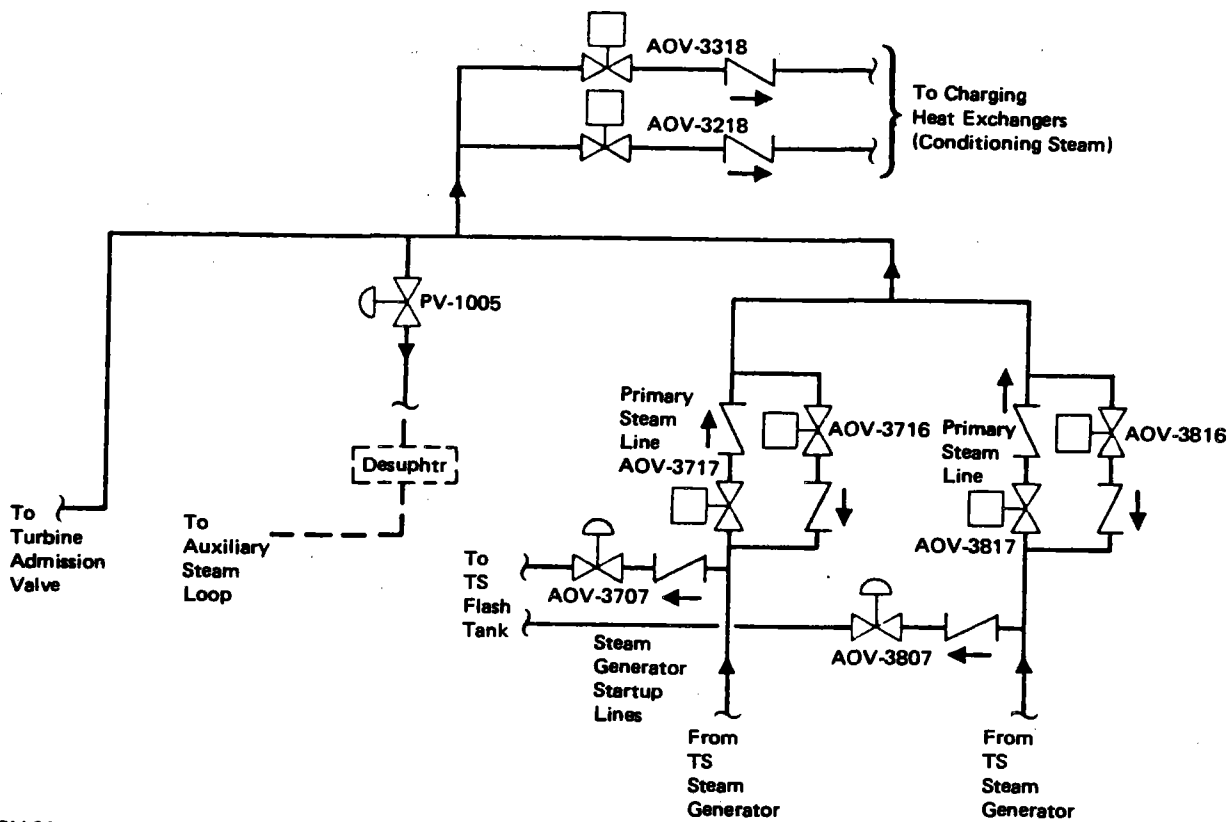 AOV-3318
AOV-3218
To Charging
Heat Exchangers
(Conditioning Steam)
PV-1005
Desuphtr
To
Turbine
Admission
Valve
To
Auxiliary
Steam
Loop
Primary
Steam
Line
AOV-3717
AOV-3716
Primary
Steam
Line
AOV-3816
AOV-3817
To
TS
Flash
Tank
AOV-3707
AOV-3807
Steam
Generator
Startup
Lines
From
TS
Steam
Generator
From
TS
Steam
Generator